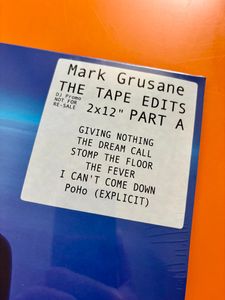 Mark Grusane
THE TAPE EDITS
DJ Promo
NOT FOR
RE-SALE
2x12" PART A
GIVING NOTHING
THE DREAM CALL
STOMP THE FLOOR
THE FEVER
I CAN'T COME DOWN
PoHo (EXPLICIT)